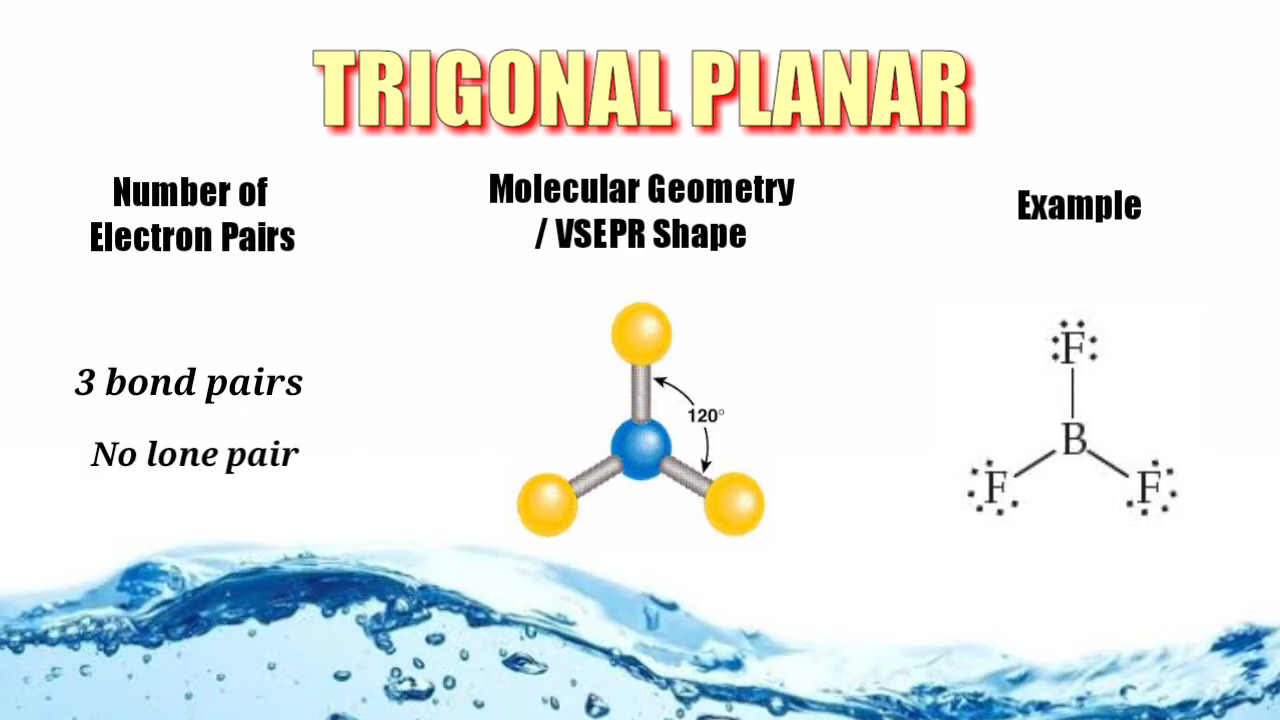 TRIGONAL PLANAR
Number of
Electron Pairs
Molecular Geometry
/ VSEPR Shape
Example
3 bond pairs
No lone pair
120°
F
B
F
F